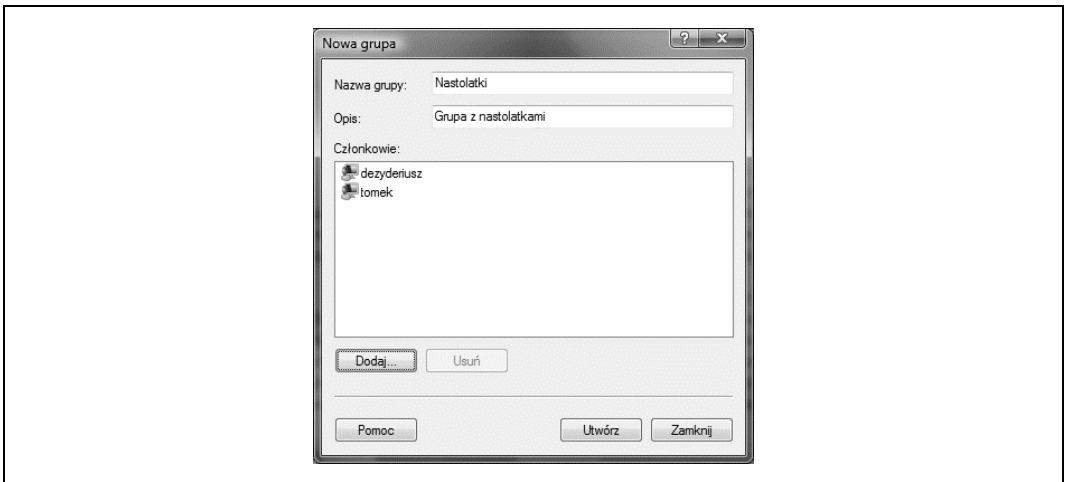 Nowa grupa
Nazwa grupy: Nastolatki
Opis: Grupa z nastolatkami
Członkowie:
dezyderiusz
tomek
Dodaj... Usuń
Pomoc Utwórz Zamknij